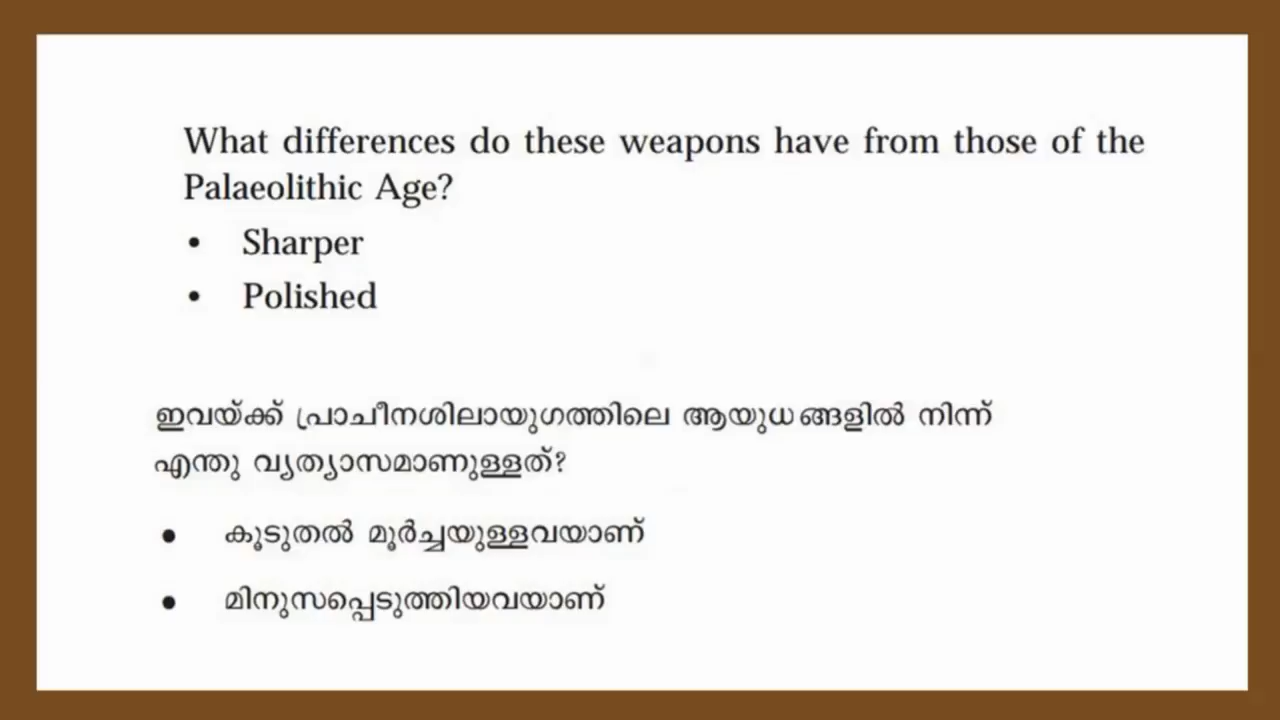 What differences do these weapons have from those of the
Palaeolithic Age?
• Sharper
• Polished
ഇവയ്ക്ക് പ്രാചീനശിലായുഗത്തിലെ ആയുധങ്ങളിൽ നിന്ന്
എന്തു വ്യത്യാസമാണുള്ളത്?
• കൂടുതൽ മൂർച്ചയുള്ളവയാണ്
• മിനുസപ്പെടുത്തിയവയാണ്